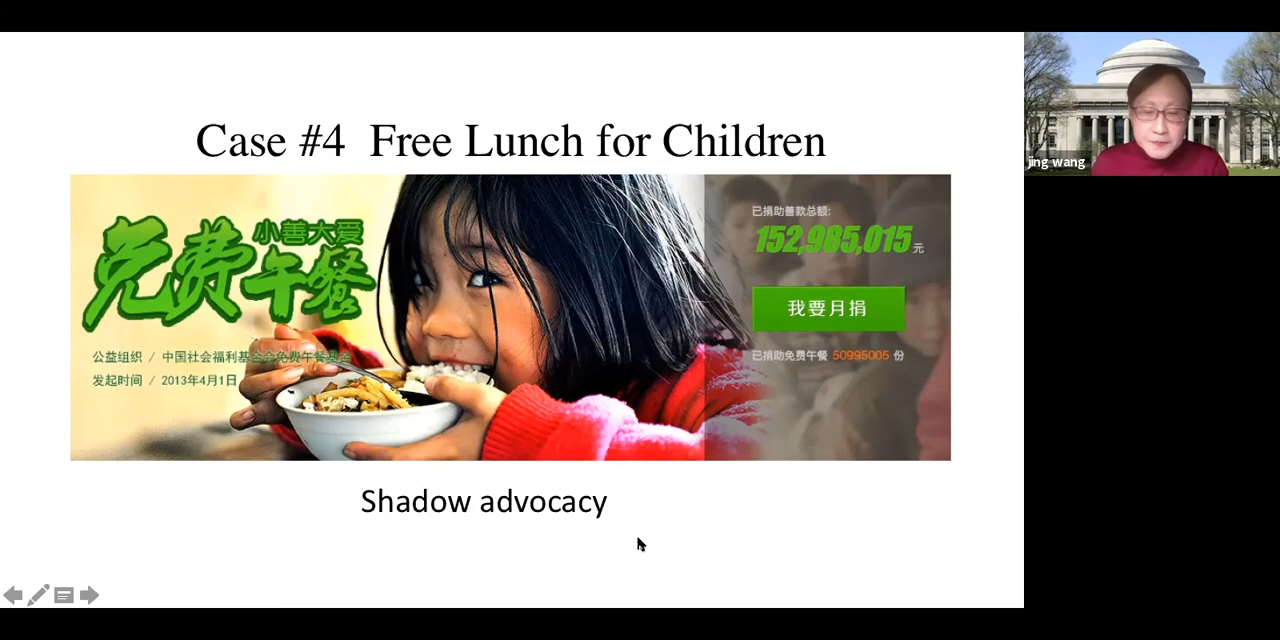 Case #4 Free Lunch for Children
小善大爱
免费午餐
公益组织 / 中国社会福利基金会免费午餐基金
发起时间 / 2013年4月1日
已捐助善款总额:
152,985,015元
我要月捐
已捐助免费午餐 50995005 份
Shadow advocacy
jing wang